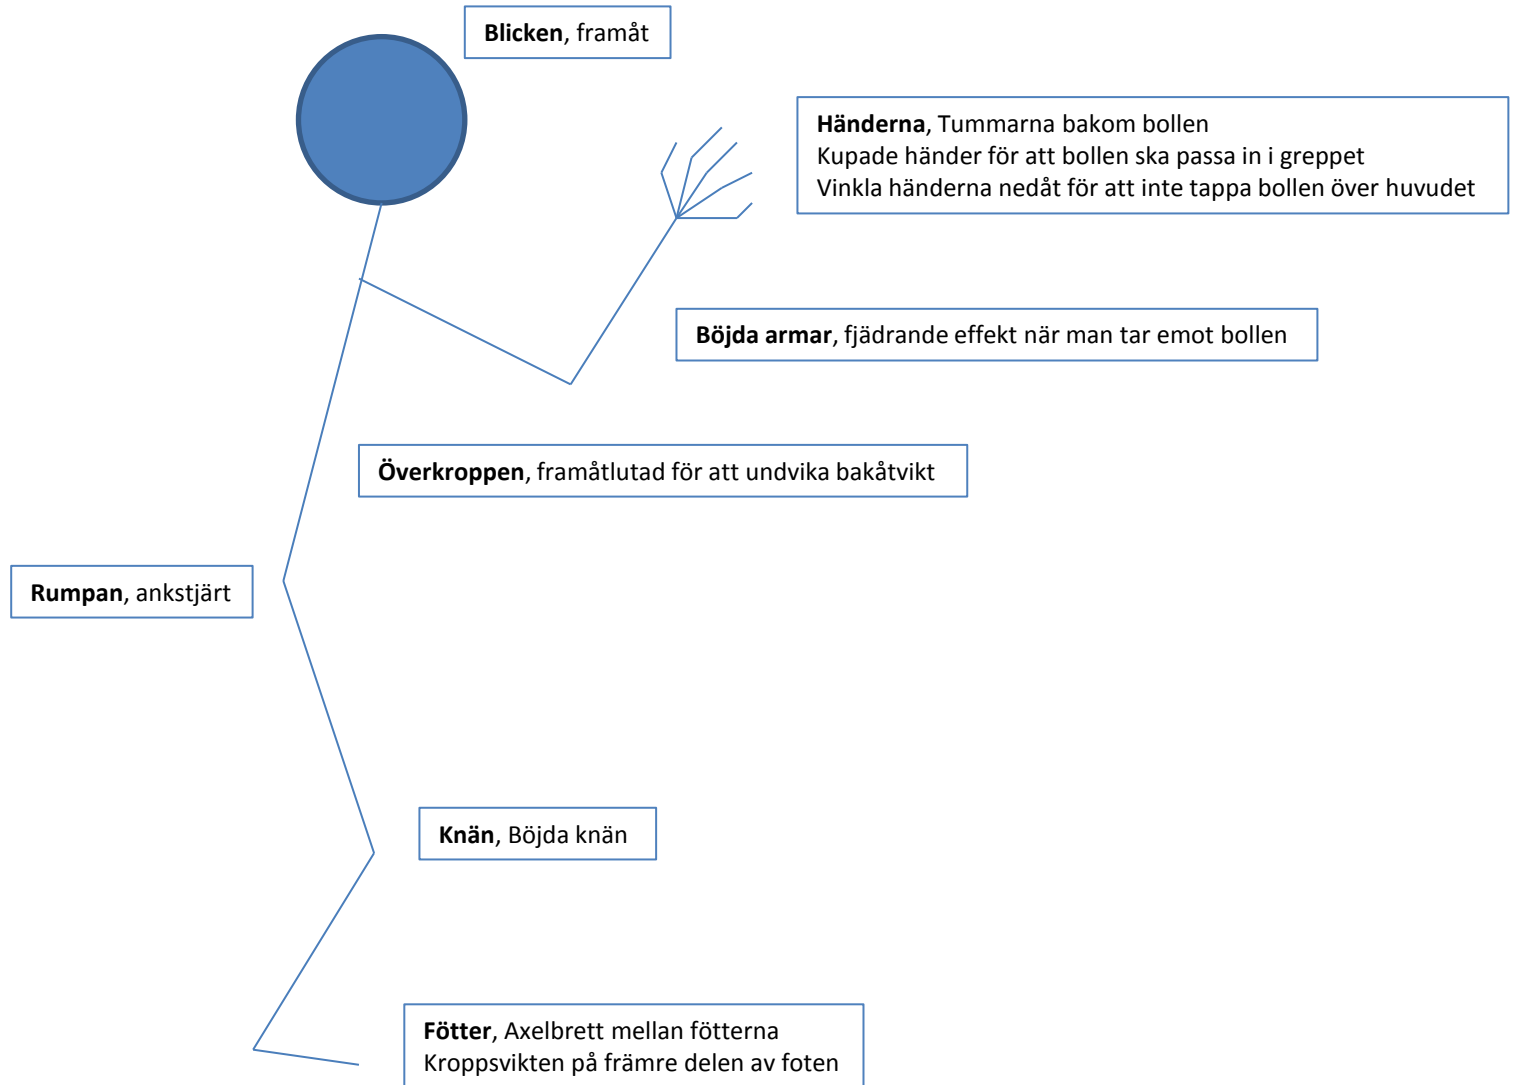 Blicken, framåt
Händerna, Tummarna bakom bollen
Kupade händer för att bollen ska passa in i greppet
Vinkla händerna nedåt för att inte tappa bollen över huvudet
Böjda armar, fjädrande effekt när man tar emot bollen
Överkroppen, framåtlutad för att undvika bakåtvikt
Rumpan, ankstjärt
Knän, Böjda knän
Fötter, Axelbrett mellan fötterna
Kroppsvikten på främre delen av foten